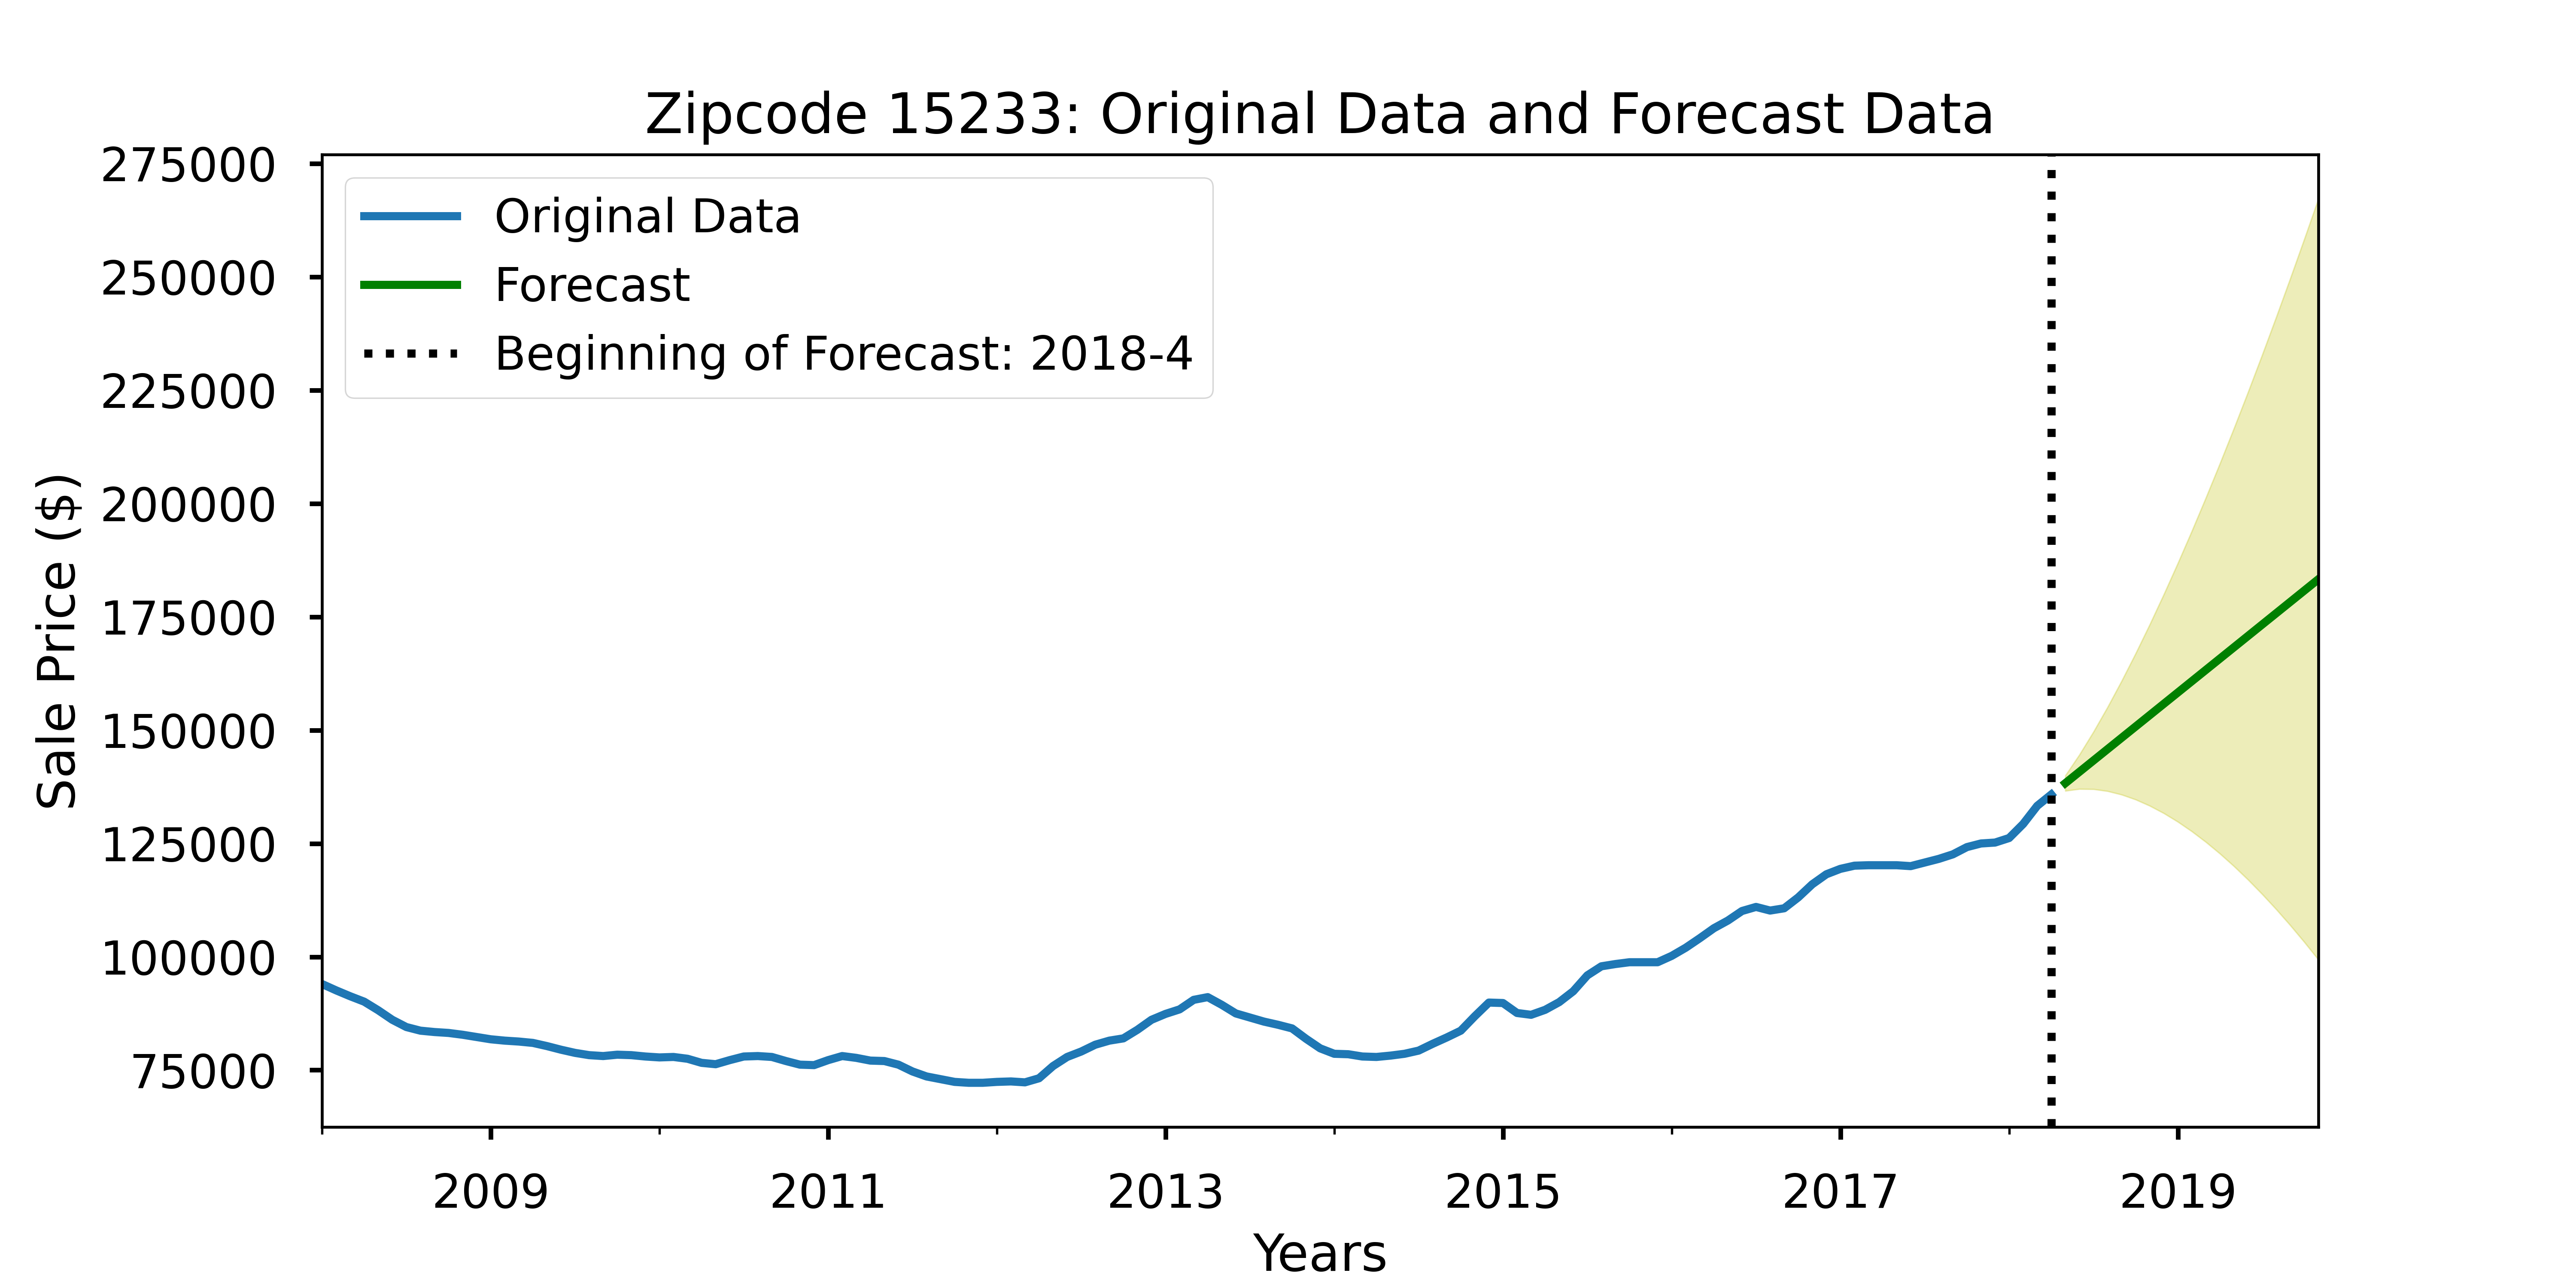 Zipcode 15233: Original Data and Forecast Data
275000
250000
225000
200000
175000
150000
125000
100000
75000
Sale Price ($)
Original Data
Forecast
Beginning of Forecast: 2018-4
2009 2011 2013 2015 2017 2019
Years